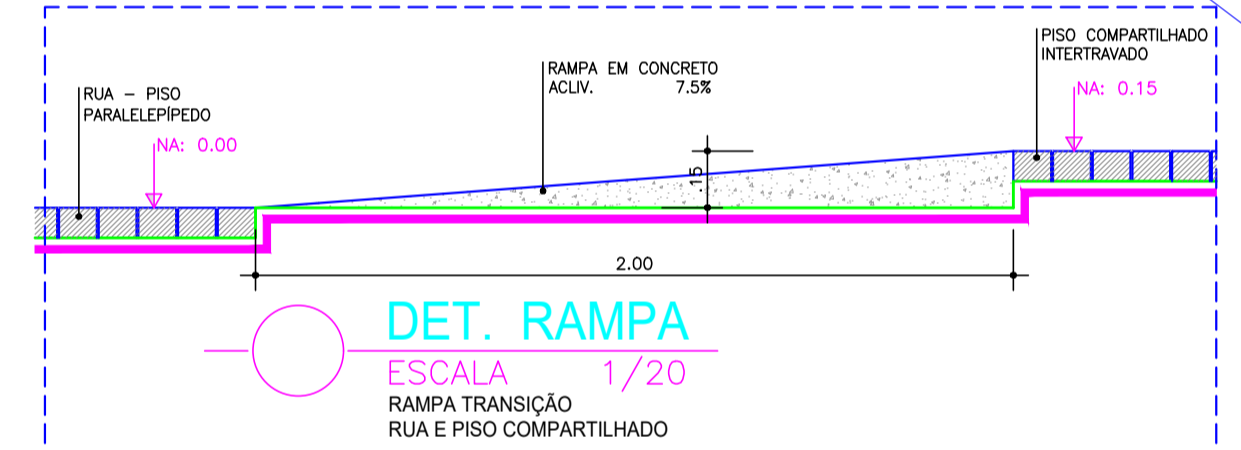 PISO COMPARTILHADO
INTERTRAVADO
RAMPA EM CONCRETO
ACLIV. 7.5%
RUA - PISO
PARALELEPÍPEDO
NA: 0.15
NA: 0.00
.15
2.00
DET. RAMPA
ESCALA 1/20
RAMPA TRANSIÇÃO
RUA E PISO COMPARTILHADO